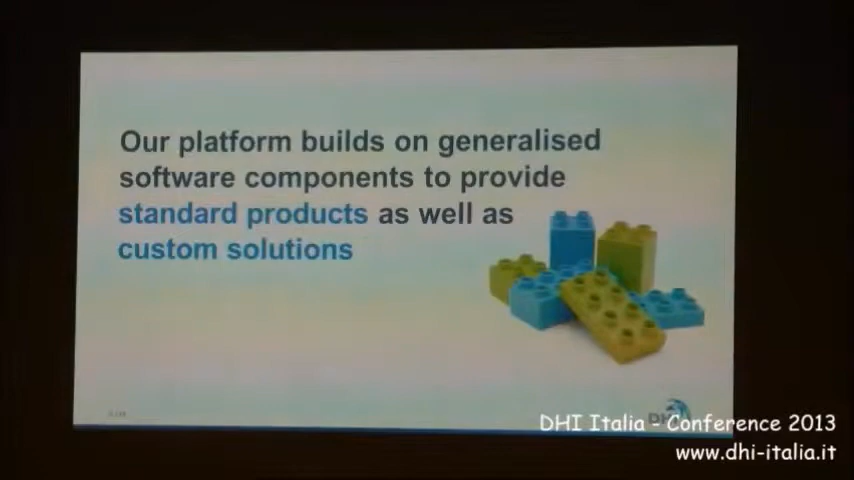 Our platform builds on generalised
software components to provide
standard products as well as
custom solutions
DHI Italia - Conference 2013
www.dhi-italia.it